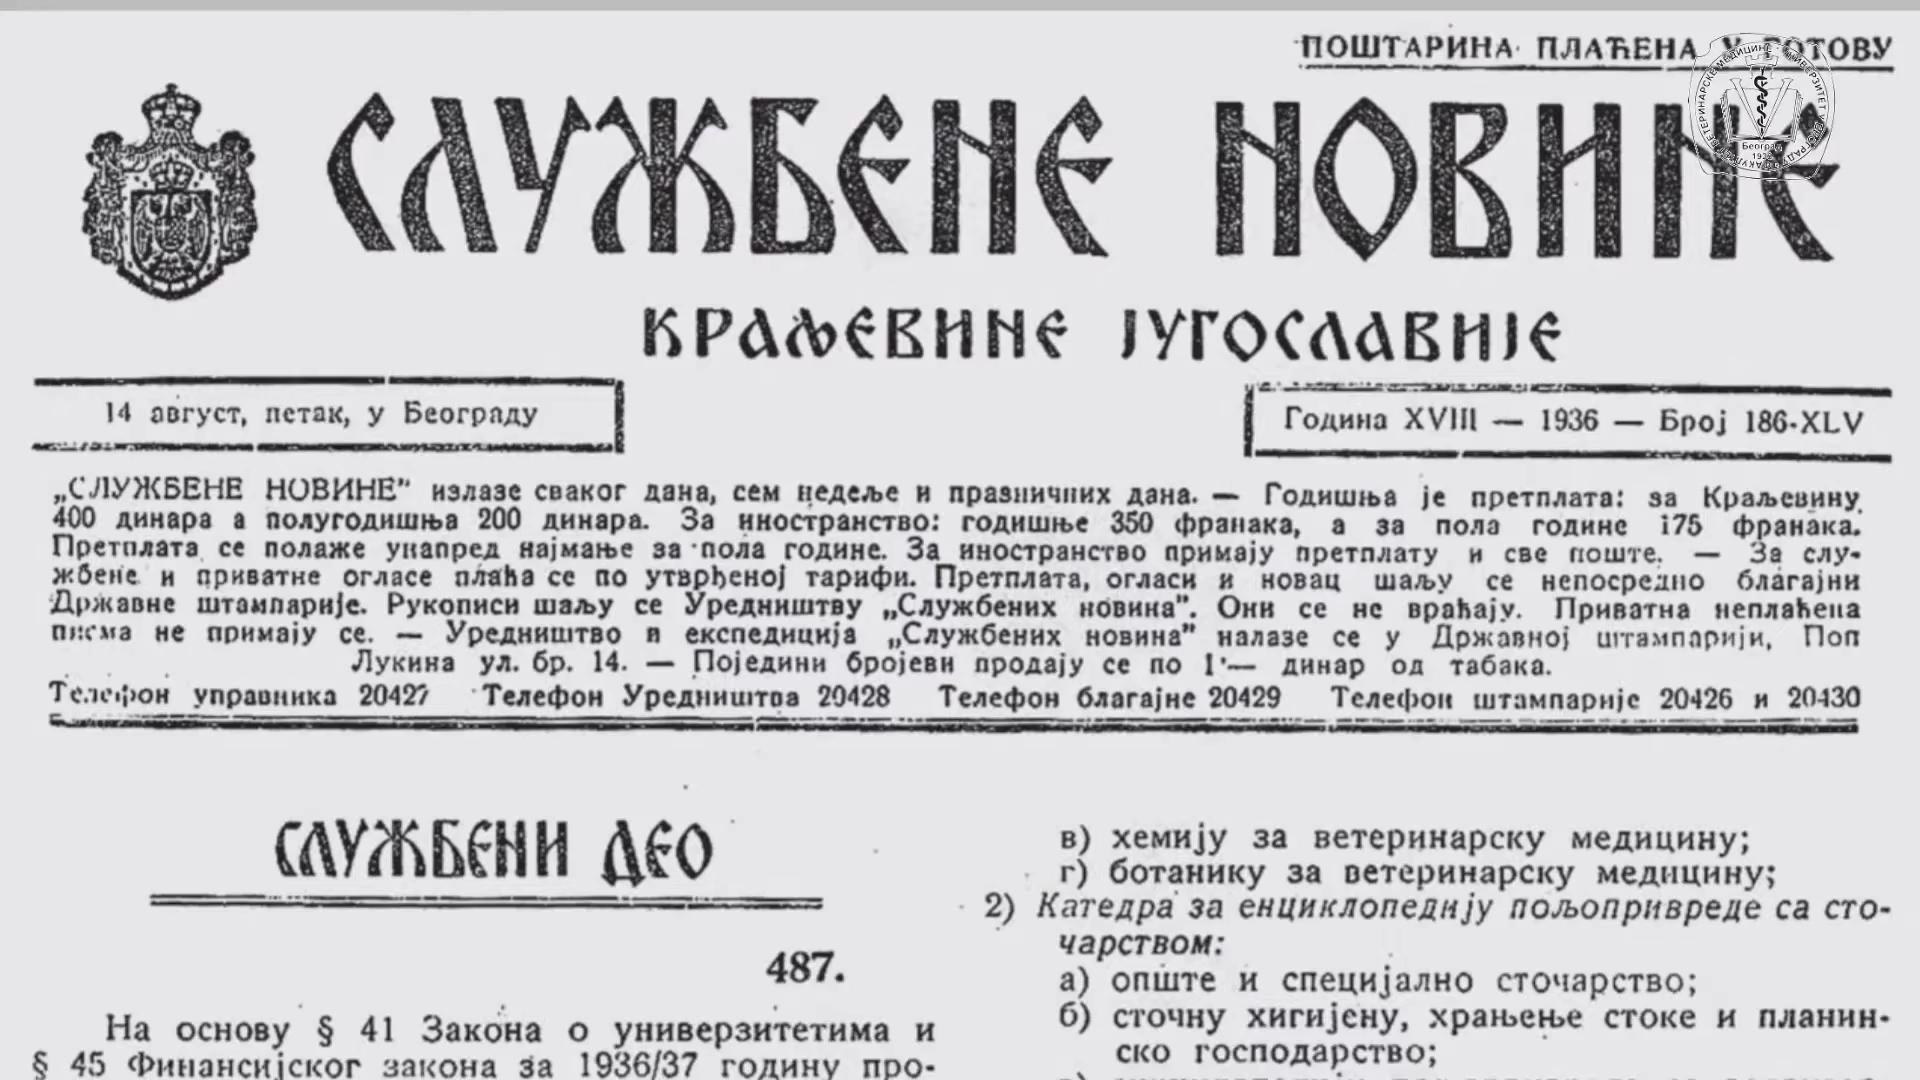 ПОШТАРИНА ПЛАЋЕНА У ГОТОВУ
СЛУЖБЕНЕ НОВИНЕ
КРАЉЕВИНЕ ЈУГОСЛАВИЈЕ
14 август, петак, у Београду
Година XVIII — 1936 — Број 186-XLV
„СЛУЖБЕНЕ НОВИНЕ" излазе сваког дана, сем недеље и празничних дана. — Годишња је претплата: за Краљевину
400 динара а полугодишња 200 динара. За иностранство: годишње 350 франака, а за пола године 175 франака.
Претплата се полаже унапред најмање за пола године. За иностранство примају претплату и све поште. — За слу-
жбене и приватне огласе плаћа се по утврђеној тарифи. Претплата, огласи и новац шаљу се непосредно благајни
Државне штампарије. Рукописи шаљу се Уредништву „Службених новина". Они се не враћају. Приватна неплаћена
писма не примају се. — Уредништво и експедиција „Службених новина" налазе се у Државној штампарији, Поп
Лукина ул. бр. 14. — Поједини бројеви продају се по 1·— динар од табака.
Телефон управника 20427 Телефон Уредништва 20428 Телефон благајне 20429 Телефон штампарије 20426 и 20430
СЛУЖБЕНИ ДЕО
487.
На основу § 41 Закона о универзитетима и
§ 45 Финансијског закона за 1936/37 годину про-
в) хемију за ветеринарску медицину;
г) ботанику за ветеринарску медицину;
2) Катедра за енциклопедију пољопривреде са сто-
чарством:
а) опште и специјално сточарство;
б) сточну хигијену, храњење стоке и планин-
ско господарство;
Београд